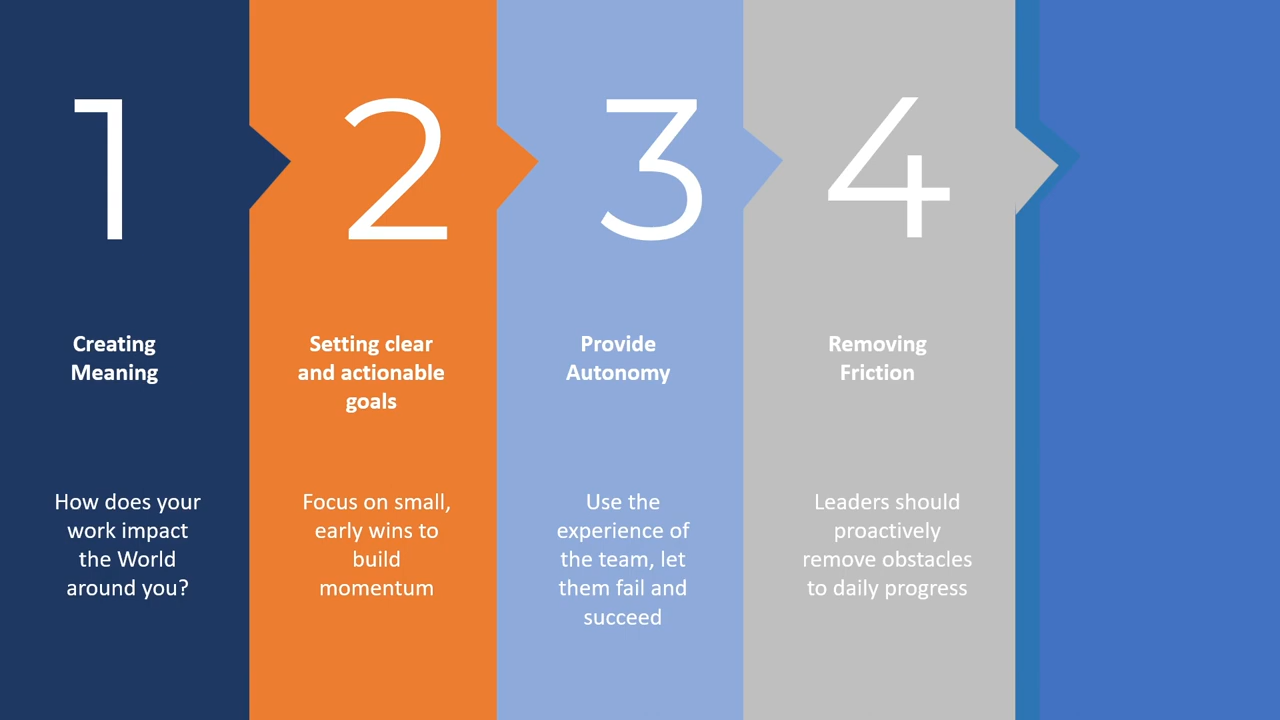 1
Creating
Meaning
How does your
work impact
the World
around you?
2
Setting clear
and actionable
goals
Focus on small,
early wins to
build
momentum
3
Provide
Autonomy
Use the
experience of
the team, let
them fail and
succeed
4
Removing
Friction
Leaders should
proactively
remove obstacles
to daily progress